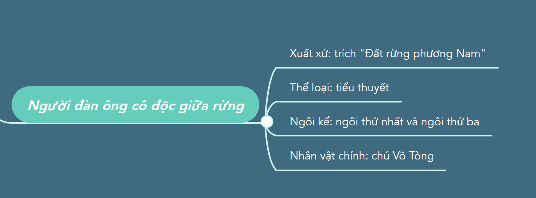 Người đàn ông cô độc giữa rừng
Xuất xứ: trích "Đất rừng phương Nam"
Thể loại: tiểu thuyết
Ngôi kể: ngôi thứ nhất và ngôi thứ ba
Nhân vật chính: chú Võ Tòng